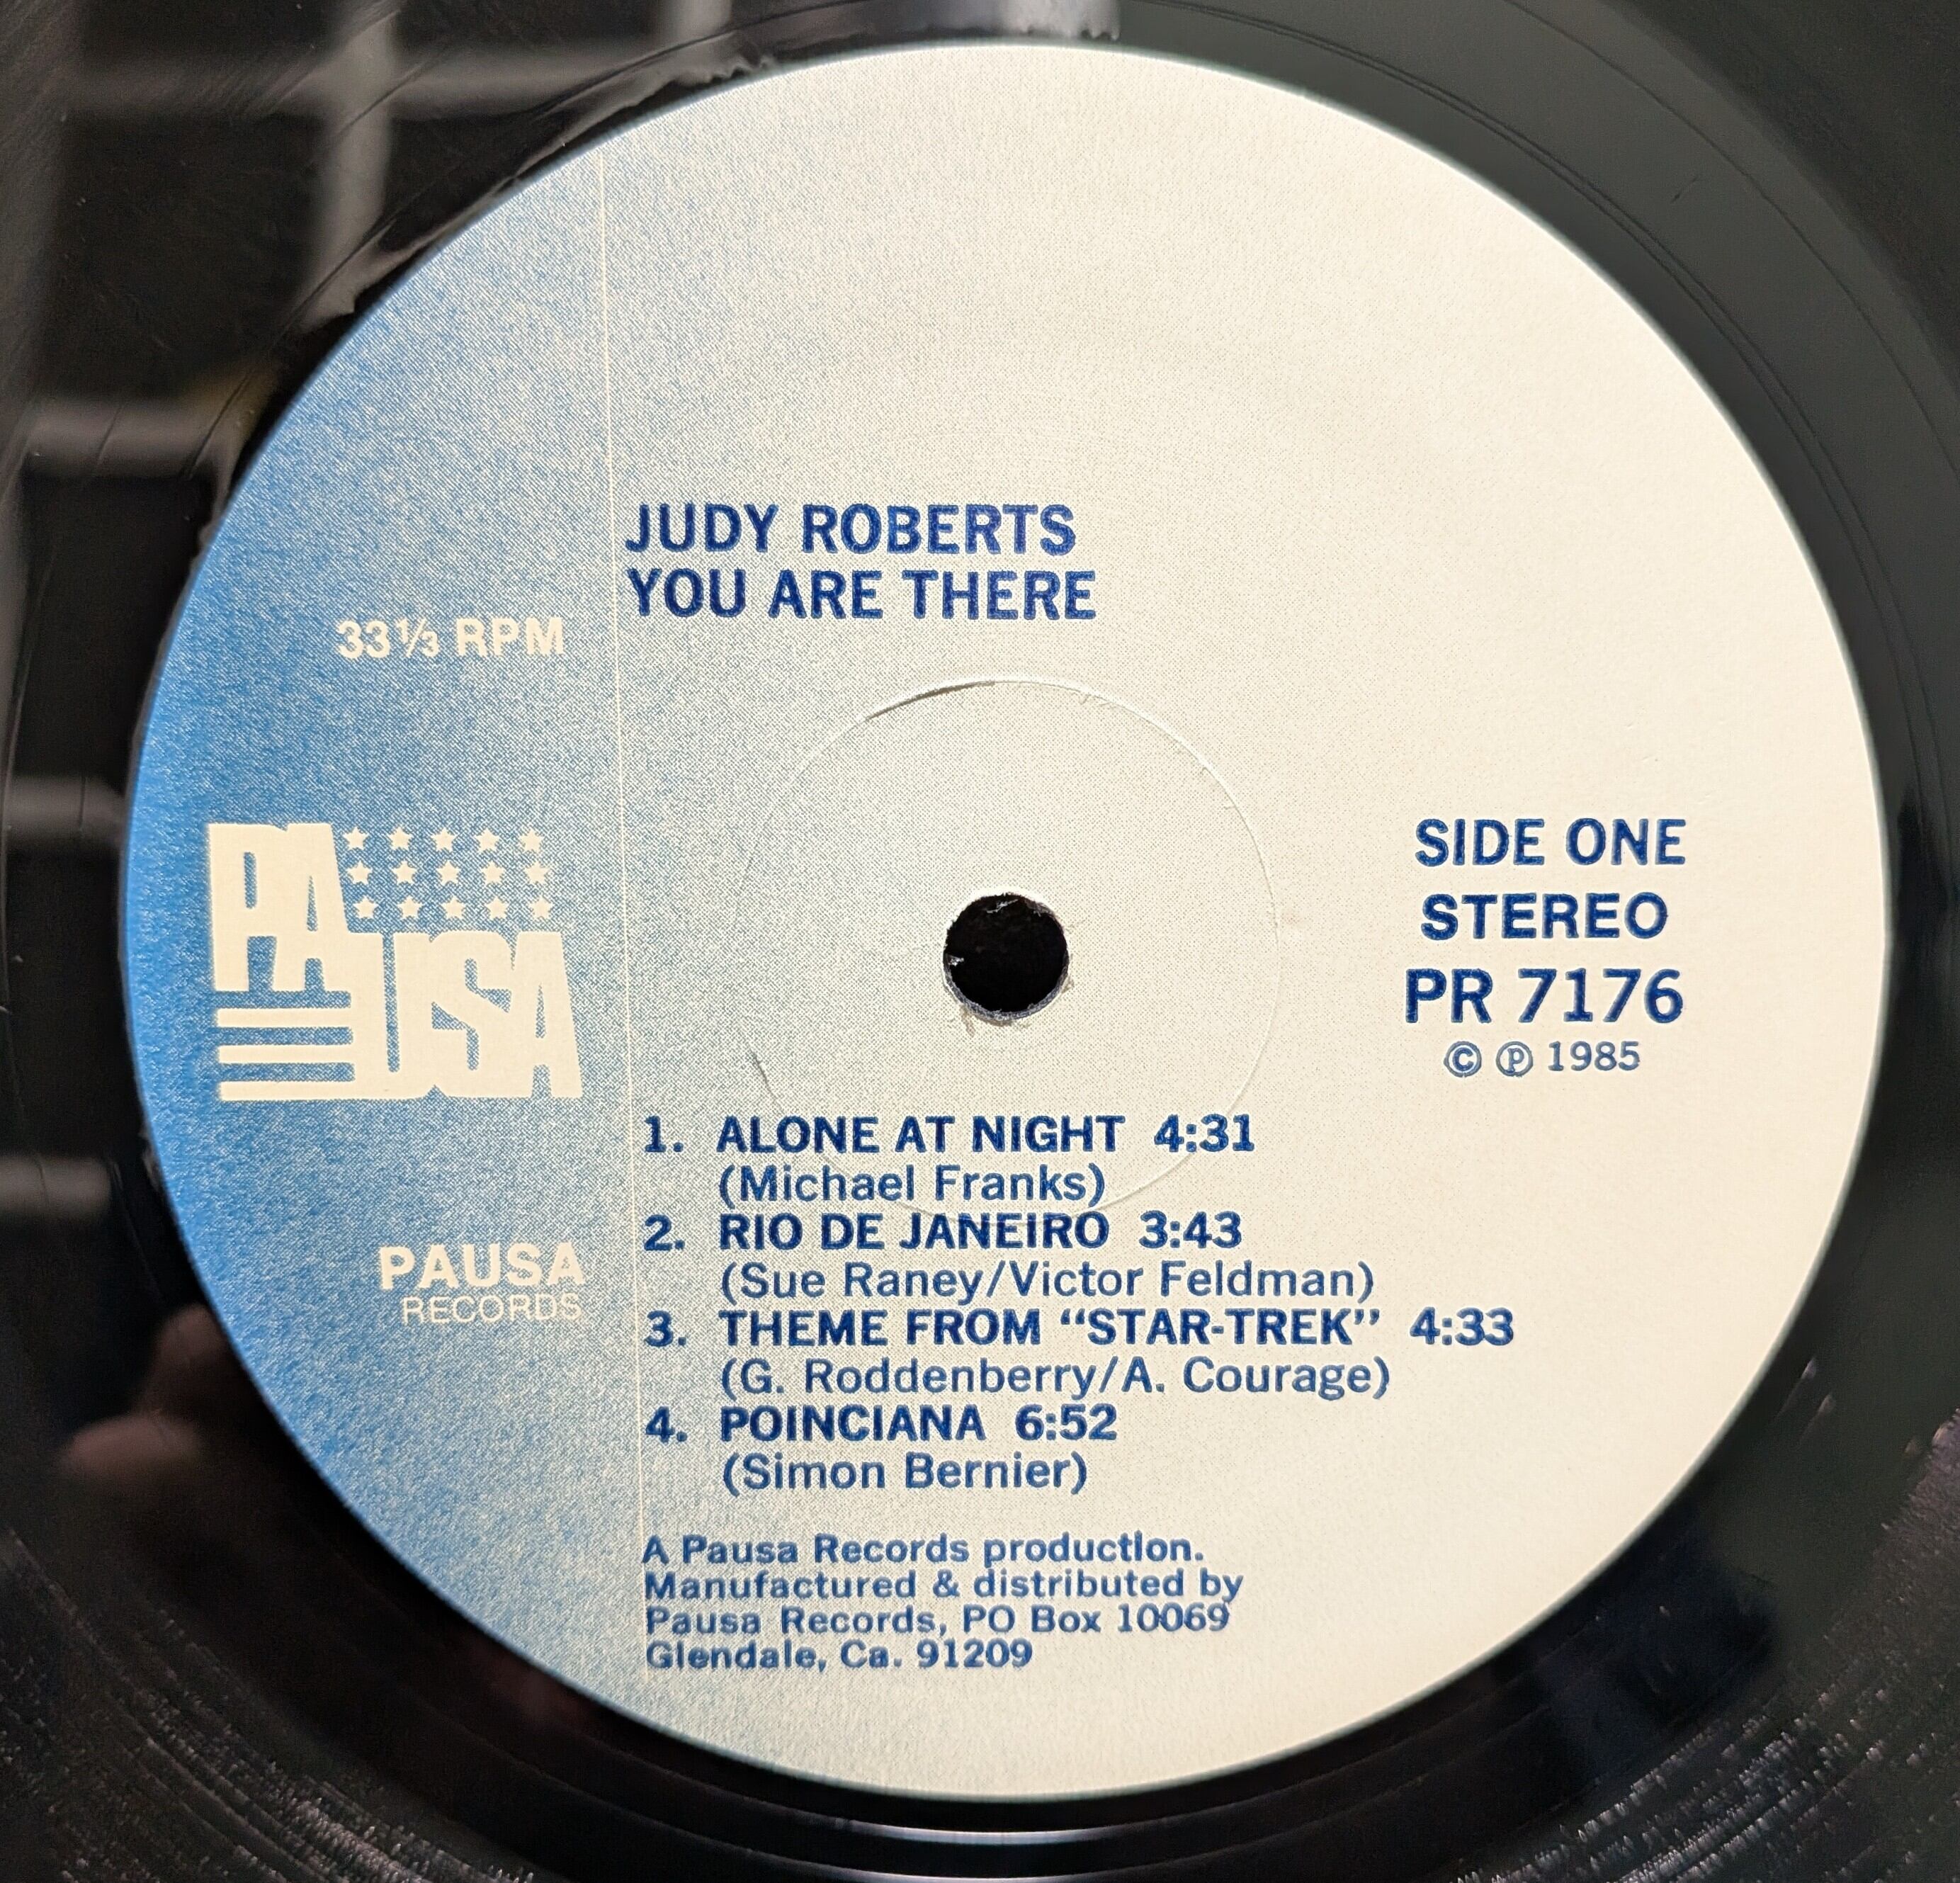 JUDY ROBERTS
YOU ARE THERE
33⅓ RPM
PAUSA
SIDE ONE
STEREO
PR 7176
© ℗ 1985
1. ALONE AT NIGHT 4:31
(Michael Franks)
2. RIO DE JANEIRO 3:43
(Sue Raney/Victor Feldman)
3. THEME FROM “STAR-TREK” 4:33
(G. Roddenberry/A. Courage)
4. POINCIANA 6:52
(Simon Bernier)
PAUSA
RECORDS
A Pausa Records production.
Manufactured & distributed by
Pausa Records, PO Box 10069
Glendale, Ca. 91209